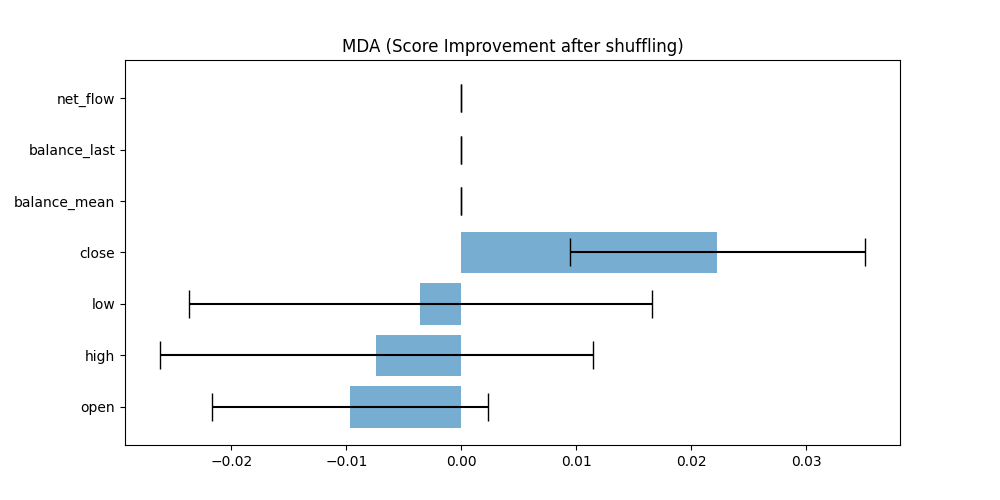 MDA (Score Improvement after shuffling)
net_flow
balance_last
balance_mean
close
low
high
open
−0.02 −0.01 0.00 0.01 0.02 0.03